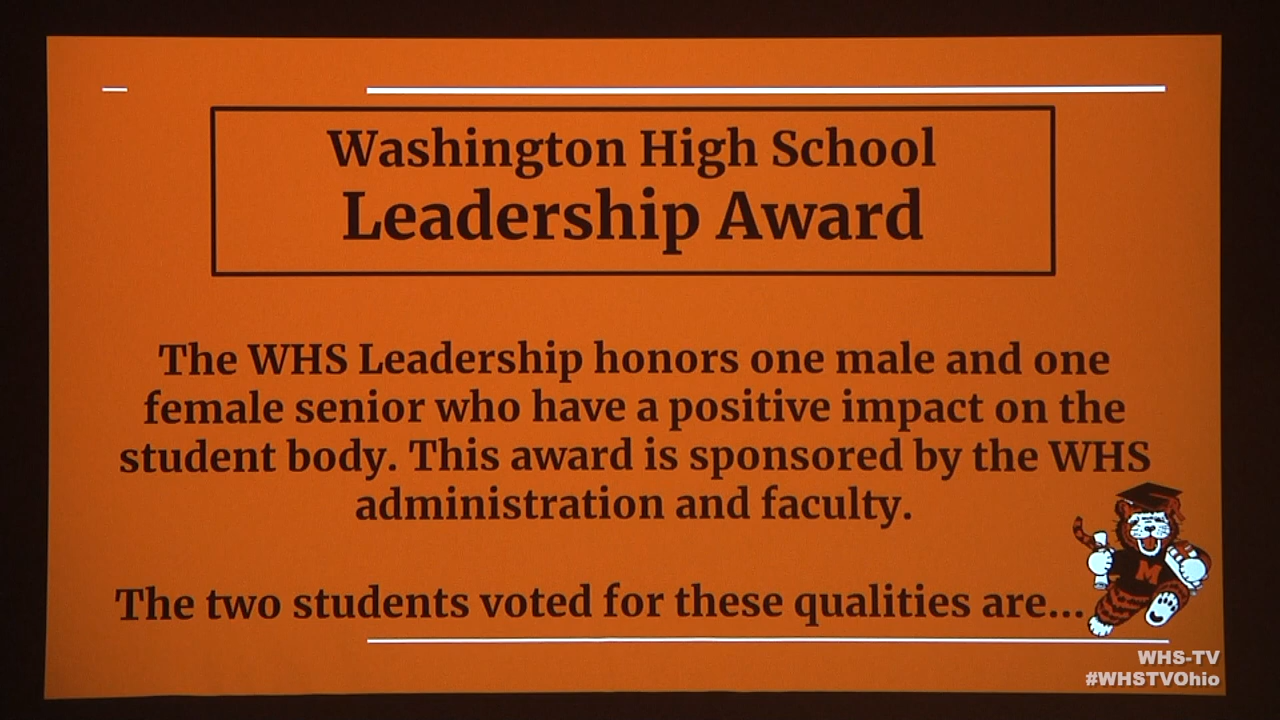 Washington High School
Leadership Award
The WHS Leadership honors one male and one
female senior who have a positive impact on the
student body. This award is sponsored by the WHS
administration and faculty.
The two students voted for these qualities are...
M
WHS-TV
#WHSTVOhio